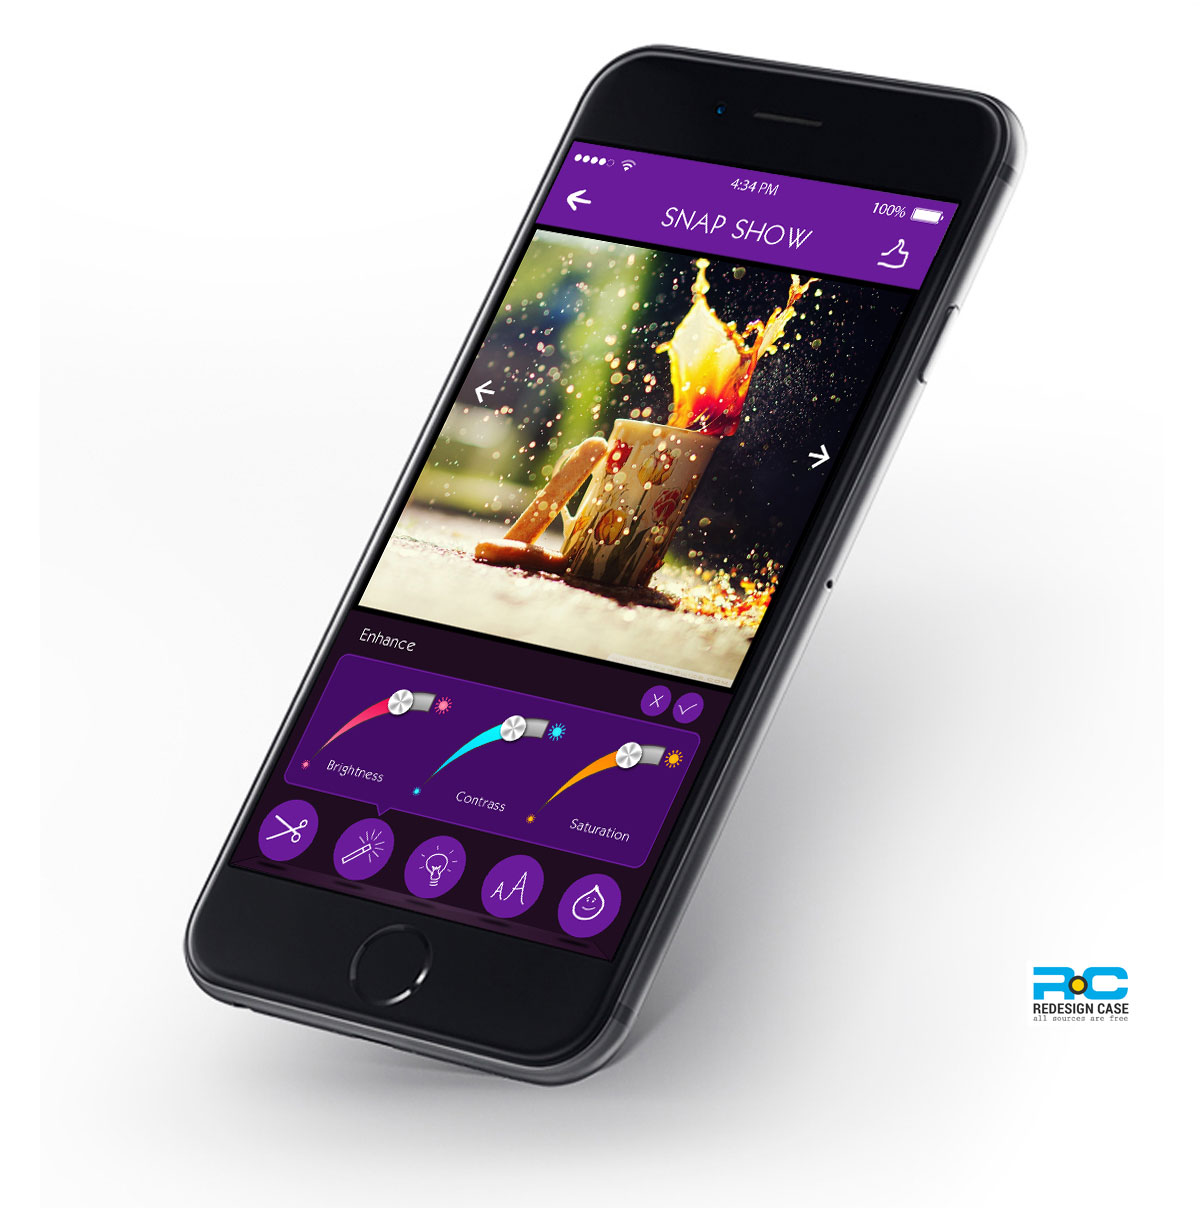 4:34 PM
100%
SNAP SHOW
Enhance
Brightness
Contrass
Saturation
AA
RC
REDESIGN CASE
all sources are free